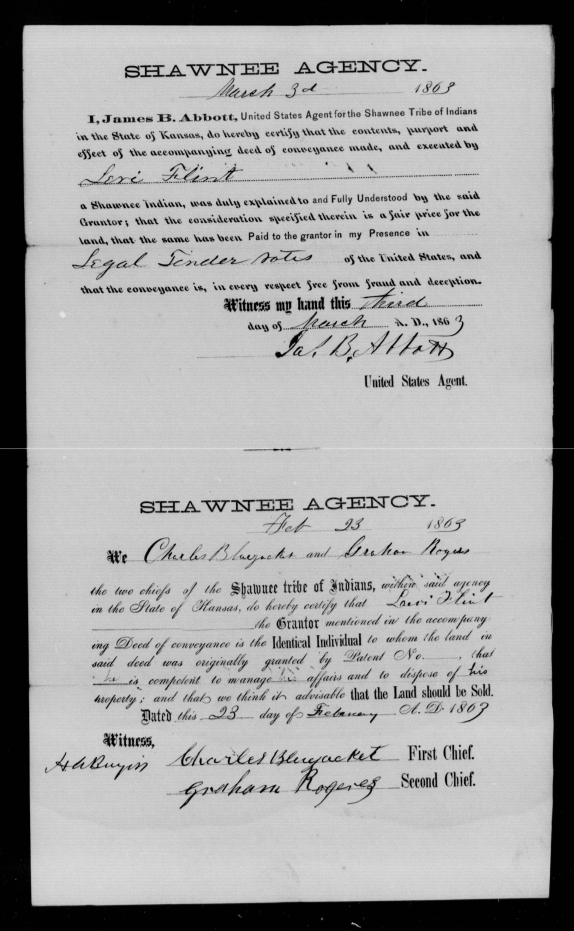 SHAWNEE AGENCY.
March 3d 1863
I, James B. Abbott, United States Agent for the Shawnee Tribe of Indians
in the State of Kansas, do hereby certify that the contents, purport and
effect of the accompanying deed of conveyance made, and executed by
Levi Flint
a Shawnee Indian, was duly explained to and Fully Understood by the said
Grantor; that the consideration specified therein is a fair price for the
land, that the same has been Paid to the grantor in my Presence in
Legal Tender notes of the United States, and
that the conveyance is, in every respect free from fraud and deception.
Witness my hand this third
day of March A. D., 1863
Jas. B. Abbott
United States Agent.
SHAWNEE AGENCY.
Feb 23 1863
We Charles Bluejacket and Graham Rogers
the two chiefs of the Shawnee tribe of Indians, within said agency
in the State of Kansas, do hereby certify that Levi Flint
the Grantor mentioned in the accompany
ing Deed of conveyance is the Identical Individual to whom the land in
said deed was originally granted by Patent No. , that
he is competent to manage his affairs and to dispose of his
property; and that we think it advisable that the Land should be Sold.
Dated this 23 day of February A. D. 1863
Witness,
Charles Bluejacket First Chief.
Graham Rogers Second Chief.